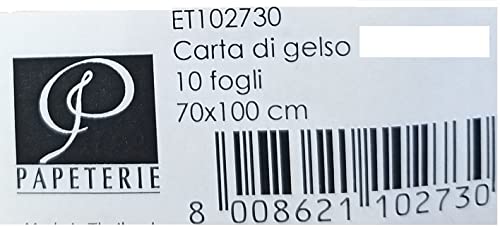 ET102730
Carta di gelso
10 fogli
70x100 cm
PAPETERIE
8 008621 102730